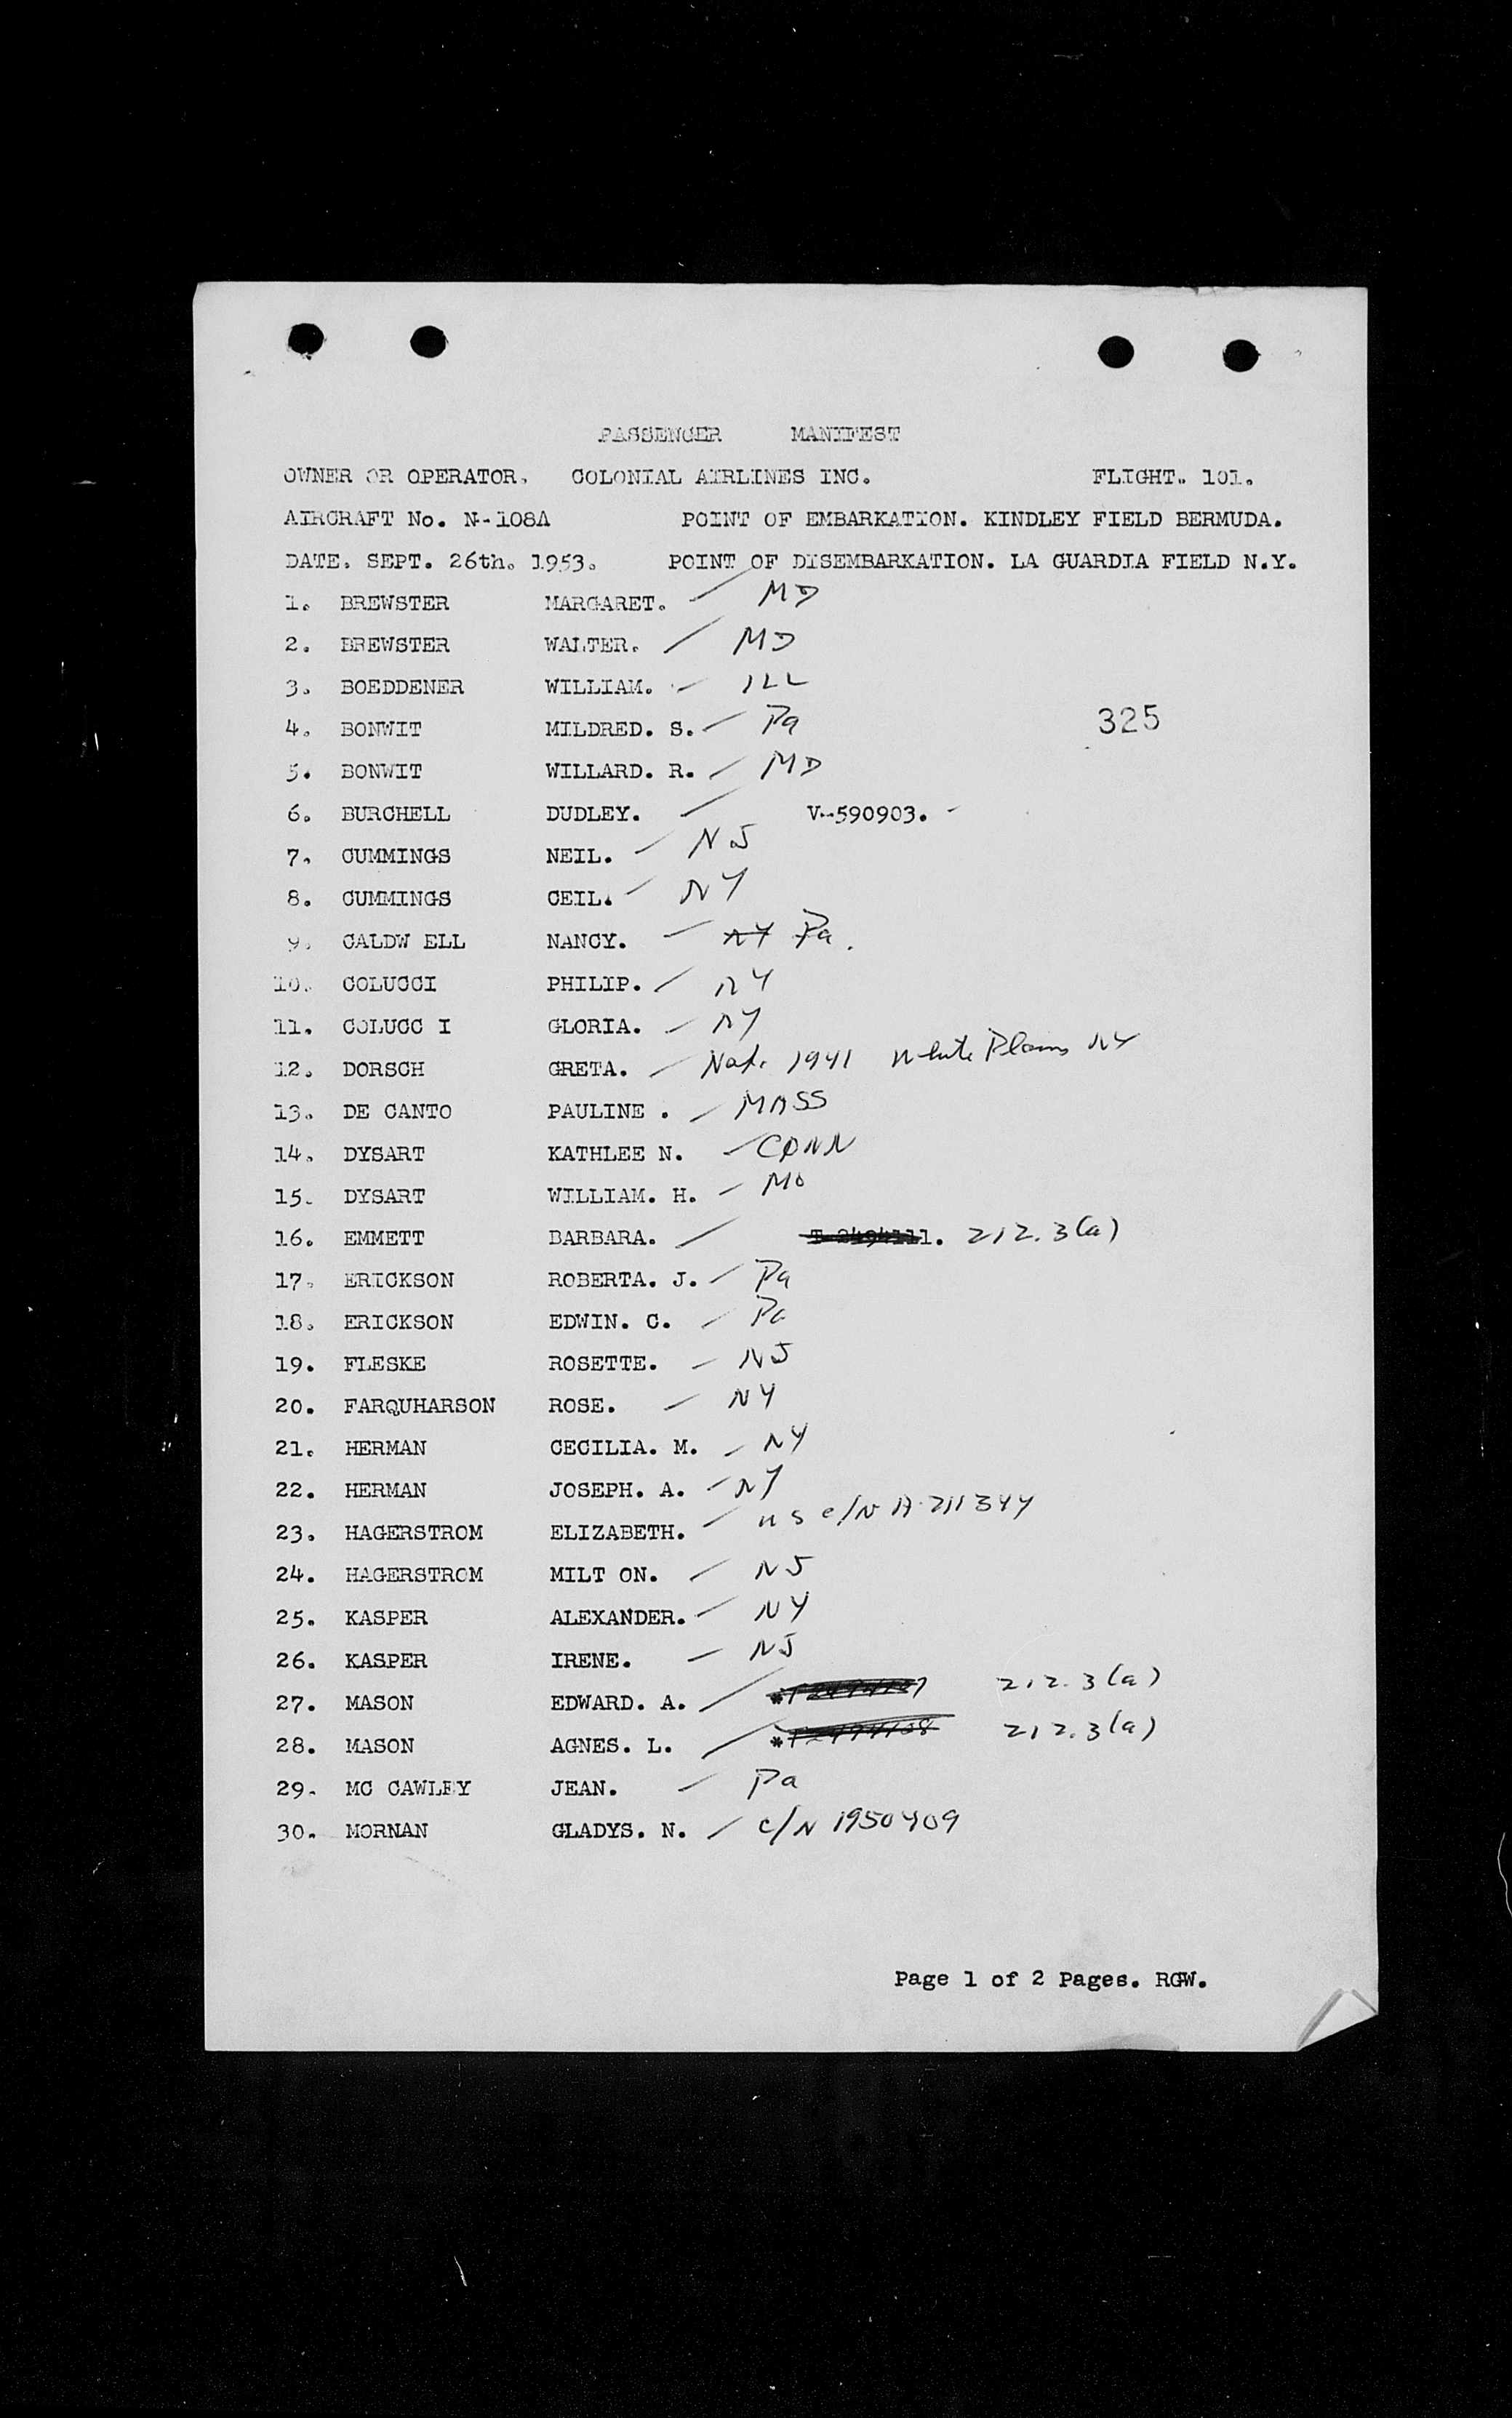 PASSENGER MANIFEST
OWNER OR OPERATOR. COLONIAL AIRLINES INC. FLIGHT. 101.
AIRCRAFT No. N-108A POINT OF EMBARKATION. KINDLEY FIELD BERMUDA.
DATE. SEPT. 26th. 1953. POINT OF DISEMBARKATION. LA GUARDIA FIELD N.Y.
1. BREWSTER MARGARET. MD
2. BREWSTER WALTER. MD
3. BOEDDENER WILLIAM. ILL
4. BONWIT MILDRED. S. Pa 325
5. BONWIT WILLARD. R. MD
6. BURCHELL DUDLEY. V-590903.
7. CUMMINGS NEIL. NJ
8. CUMMINGS CEIL. NY
9. CALDW ELL NANCY. NY Pa.
10. COLUCCI PHILIP. NY
11. COLUCC I GLORIA. NY
12. DORSCH GRETA. Nat. 1941 White Plains NY
13. DE CANTO PAULINE . MASS
14. DYSART KATHLEE N. CONN
15. DYSART WILLIAM. H. MO
16. EMMETT BARBARA. 212.3(a)
17. ERICKSON ROBERTA. J. Pa
18. ERICKSON EDWIN. C. Pa
19. FLESKE ROSETTE. NJ
20. FARQUHARSON ROSE. NY
21. HERMAN CECILIA. M. NY
22. HERMAN JOSEPH. A. NY
23. HAGERSTROM ELIZABETH. US C/N A-211344
24. HAGERSTROM MILT ON. NJ
25. KASPER ALEXANDER. NY
26. KASPER IRENE. NJ
27. MASON EDWARD. A. * 212.3(a)
28. MASON AGNES. L. * 212.3(a)
29. MC CAWLEY JEAN. Pa
30. MORNAN GLADYS. N. C/N 1950409
Page 1 of 2 Pages. RGW.